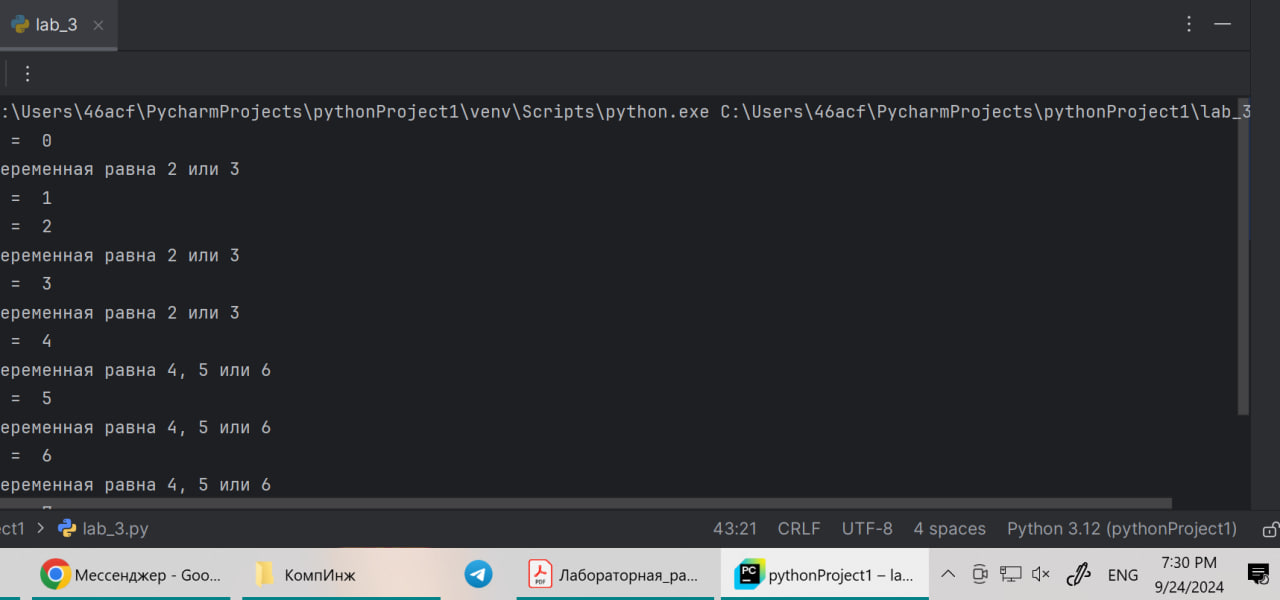 lab_3
:\Users\46acf\PycharmProjects\pythonProject1\venv\Scripts\python.exe C:\Users\46acf\PycharmProjects\pythonProject1\lab_3
= 0
еременная равна 2 или 3
= 1
= 2
еременная равна 2 или 3
= 3
еременная равна 2 или 3
= 4
еременная равна 4, 5 или 6
= 5
еременная равна 4, 5 или 6
= 6
еременная равна 4, 5 или 6
ect1 > lab_3.py 43:21 CRLF UTF-8 4 spaces Python 3.12 (pythonProject1)
Мессенджер - Goo... КомпИнж PDF Лабораторная_ра... PC pythonProject1 – la... ENG 7:30 PM
9/24/2024